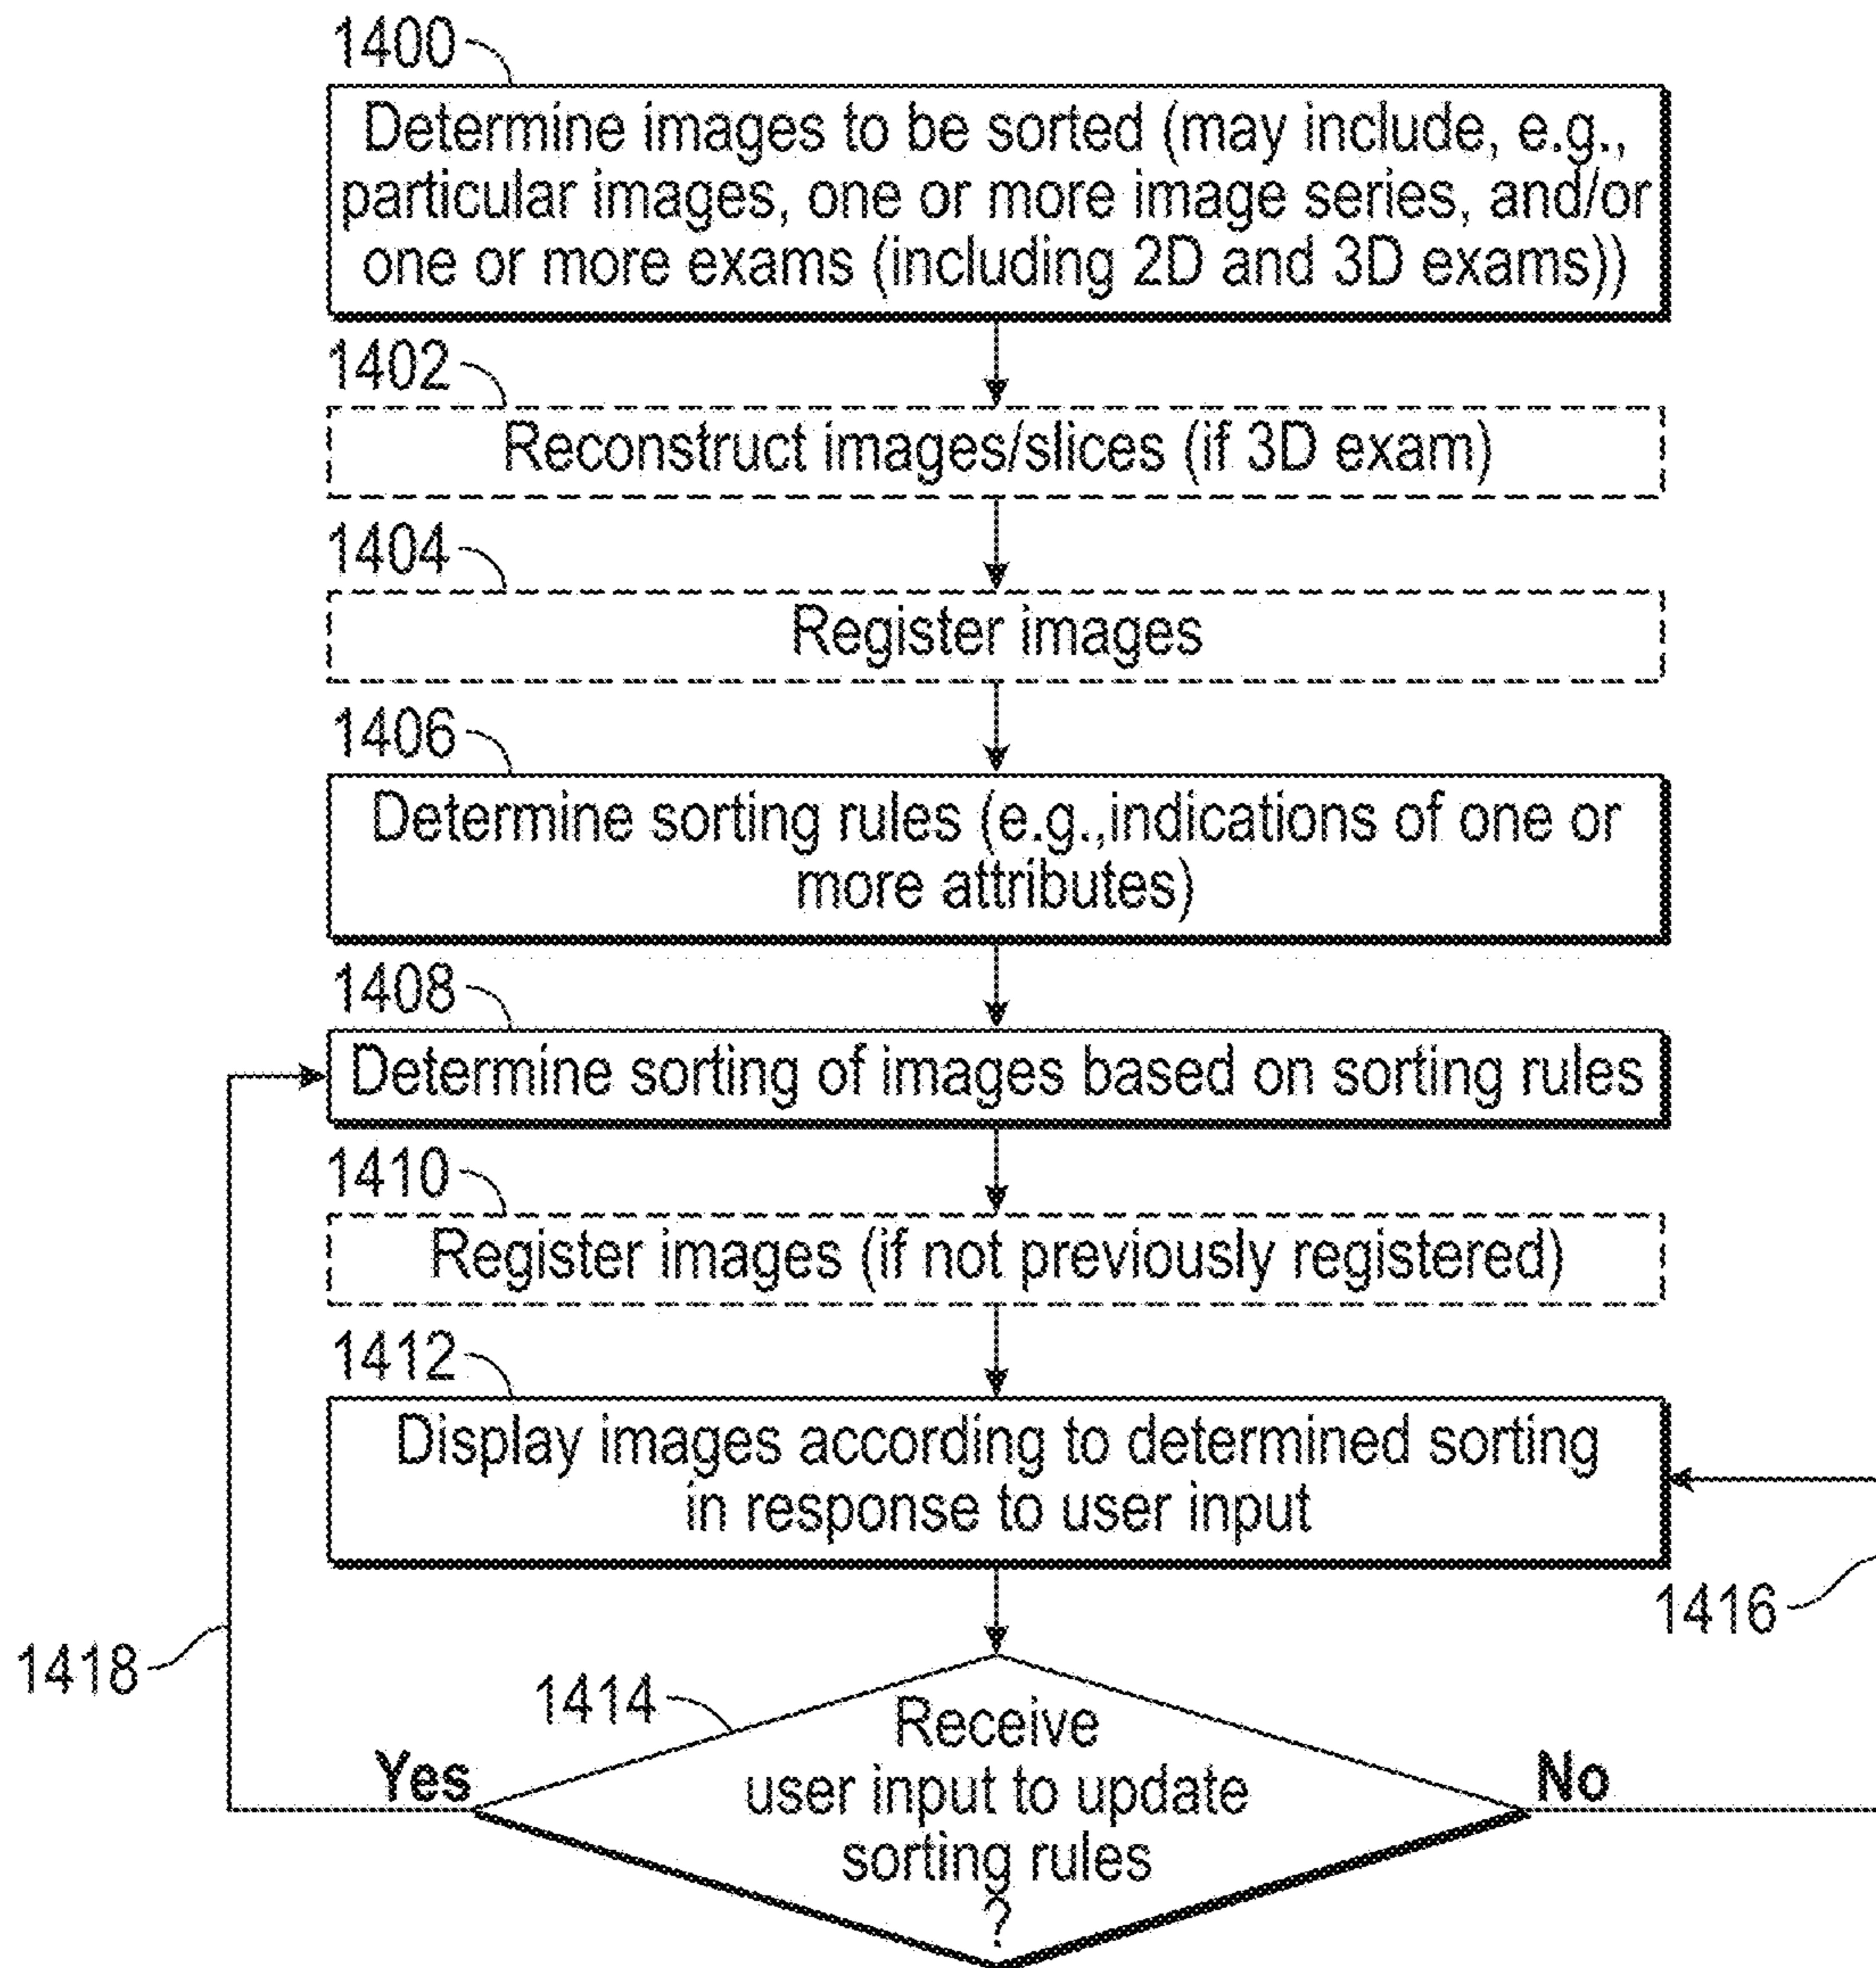 1400
Determine images to be sorted (may include, e.g.,
particular images, one or more image series, and/or
one or more exams (including 2D and 3D exams))
1402
Reconstruct images/slices (if 3D exam)
1404
Register images
1406
Determine sorting rules (e.g.,indications of one or
more attributes)
1408
Determine sorting of images based on sorting rules
1410
Register images (if not previously registered)
1412
Display images according to determined sorting
in response to user input
1416
1418
1414
Receive
Yes
user input to update
No
sorting rules
?